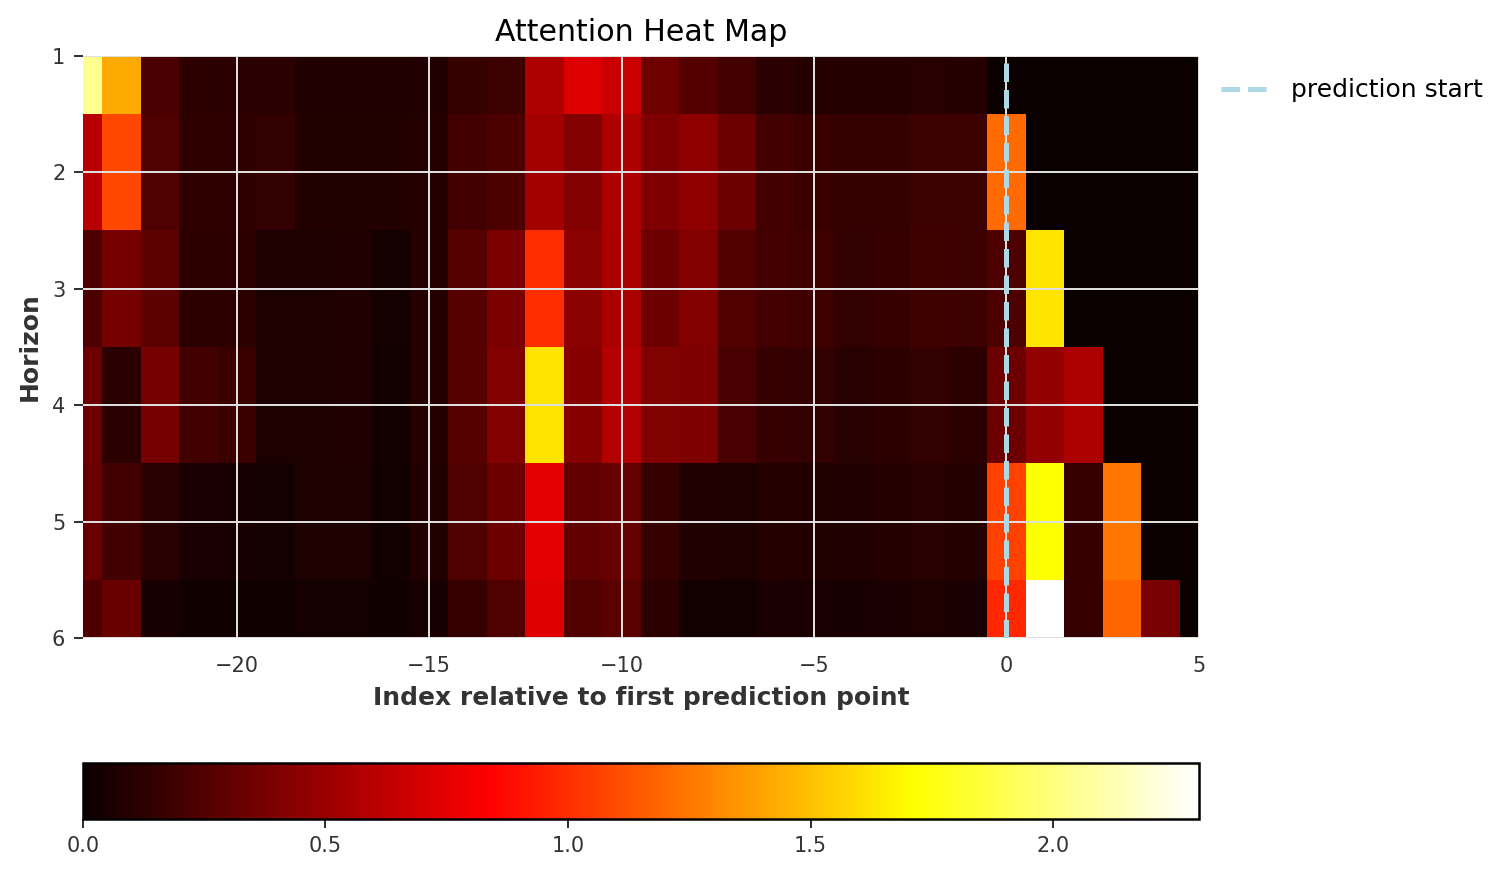 Attention Heat Map
prediction start
Horizon
1
2
3
4
5
6
−20 −15 −10 −5 0 5
Index relative to first prediction point
0.0 0.5 1.0 1.5 2.0